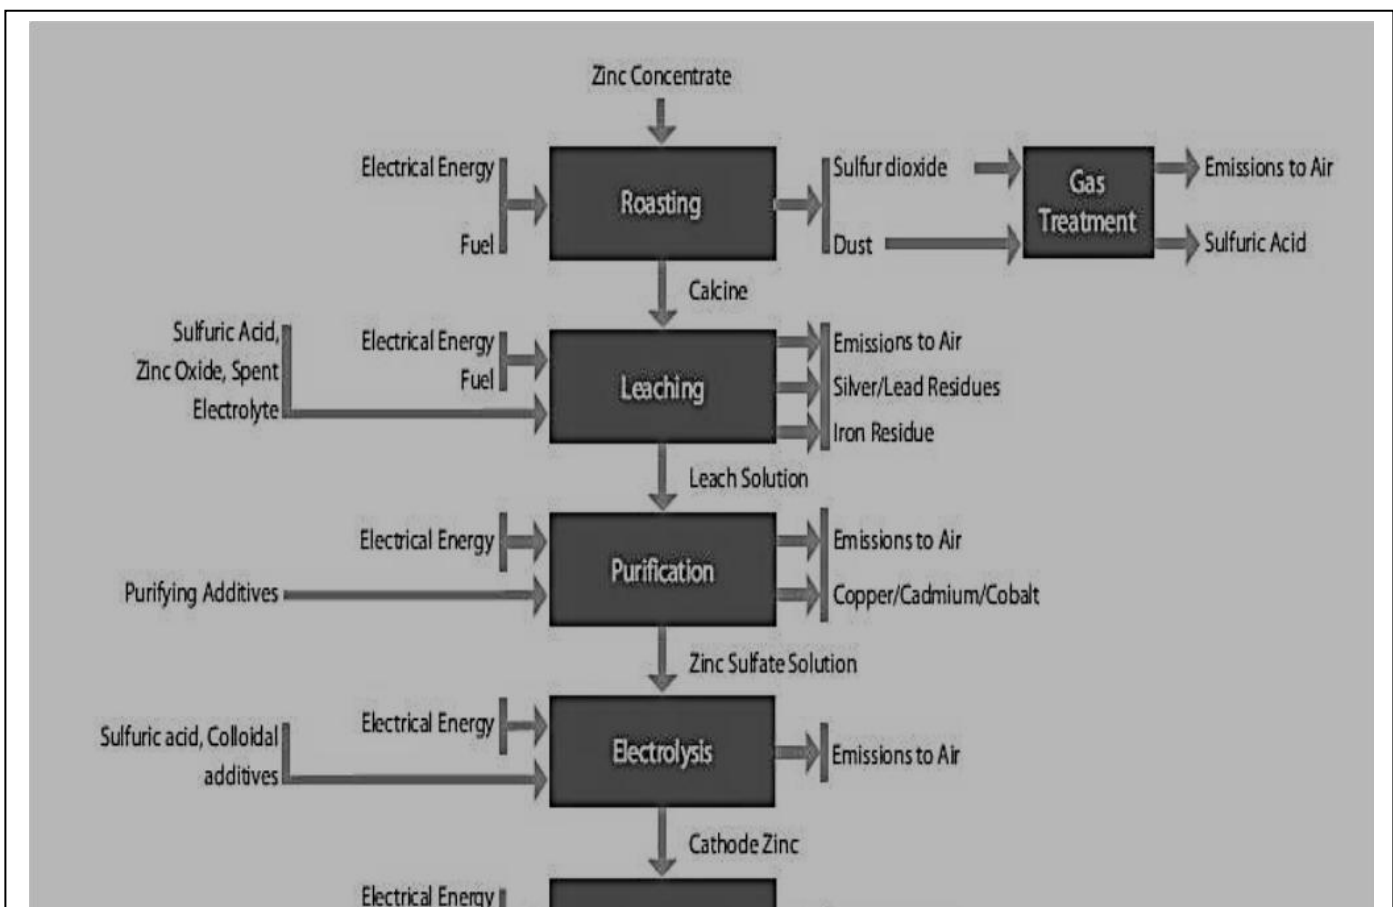 Zinc Concentrate
Electrical Energy
Fuel
Roasting
Sulfur dioxide
Dust
Gas
Treatment
Emissions to Air
Sulfuric Acid
Calcine
Sulfuric Acid,
Zinc Oxide, Spent
Electrolyte
Electrical Energy
Fuel
Leaching
Emissions to Air
Silver/Lead Residues
Iron Residue
Leach Solution
Electrical Energy
Purifying Additives
Purification
Emissions to Air
Copper/Cadmium/Cobalt
Zinc Sulfate Solution
Sulfuric acid, Colloidal
additives
Electrical Energy
Electrolysis
Emissions to Air
Cathode Zinc
Electrical Energy